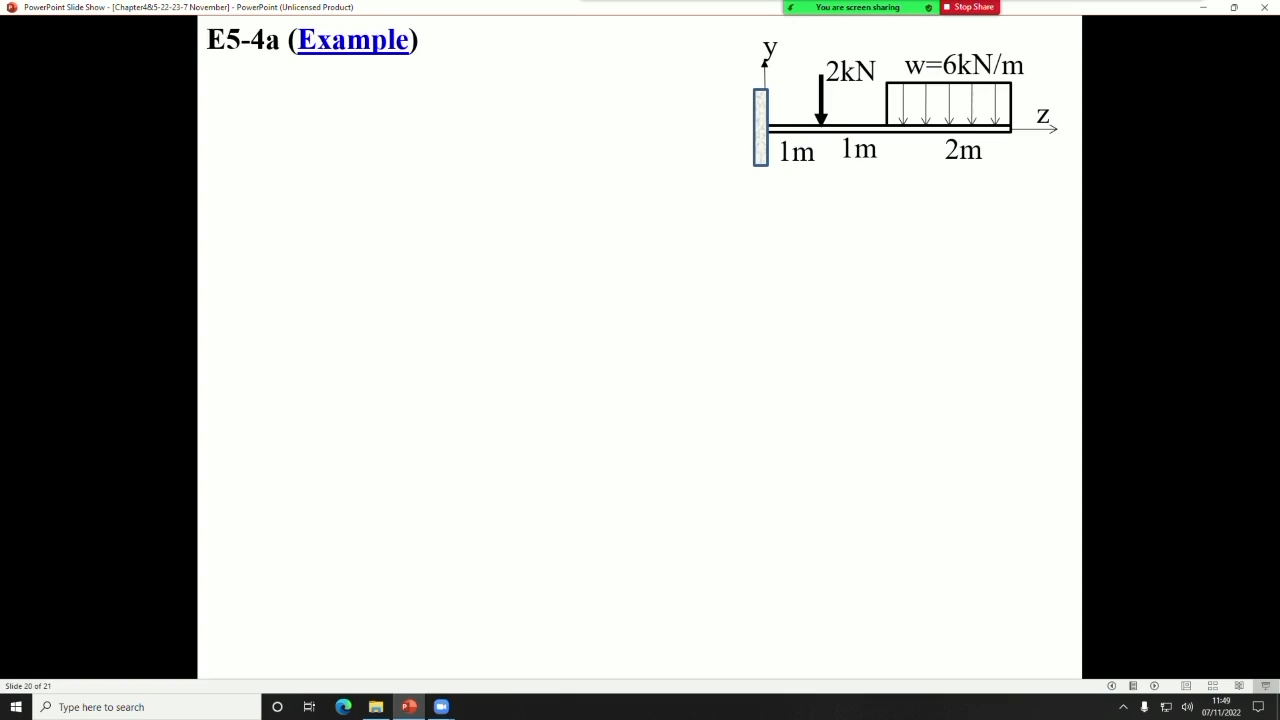 PowerPoint Slide Show - [Chapter4&5-22-23-7 November] - PowerPoint (Unlicensed Product)
You are screen sharing
Stop Share
E5-4a (Example)
y
2kN
w=6kN/m
z
1m
1m
2m
Slide 20 of 21
Type here to search
11:49
07/11/2022